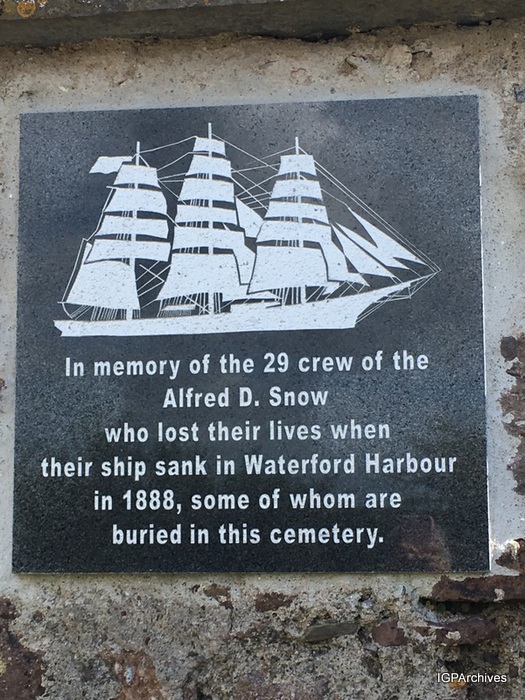 In memory of the 29 crew of the
Alfred D. Snow
who lost their lives when
their ship sank in Waterford Harbour
in 1888, some of whom are
buried in this cemetery.
IGPArchives